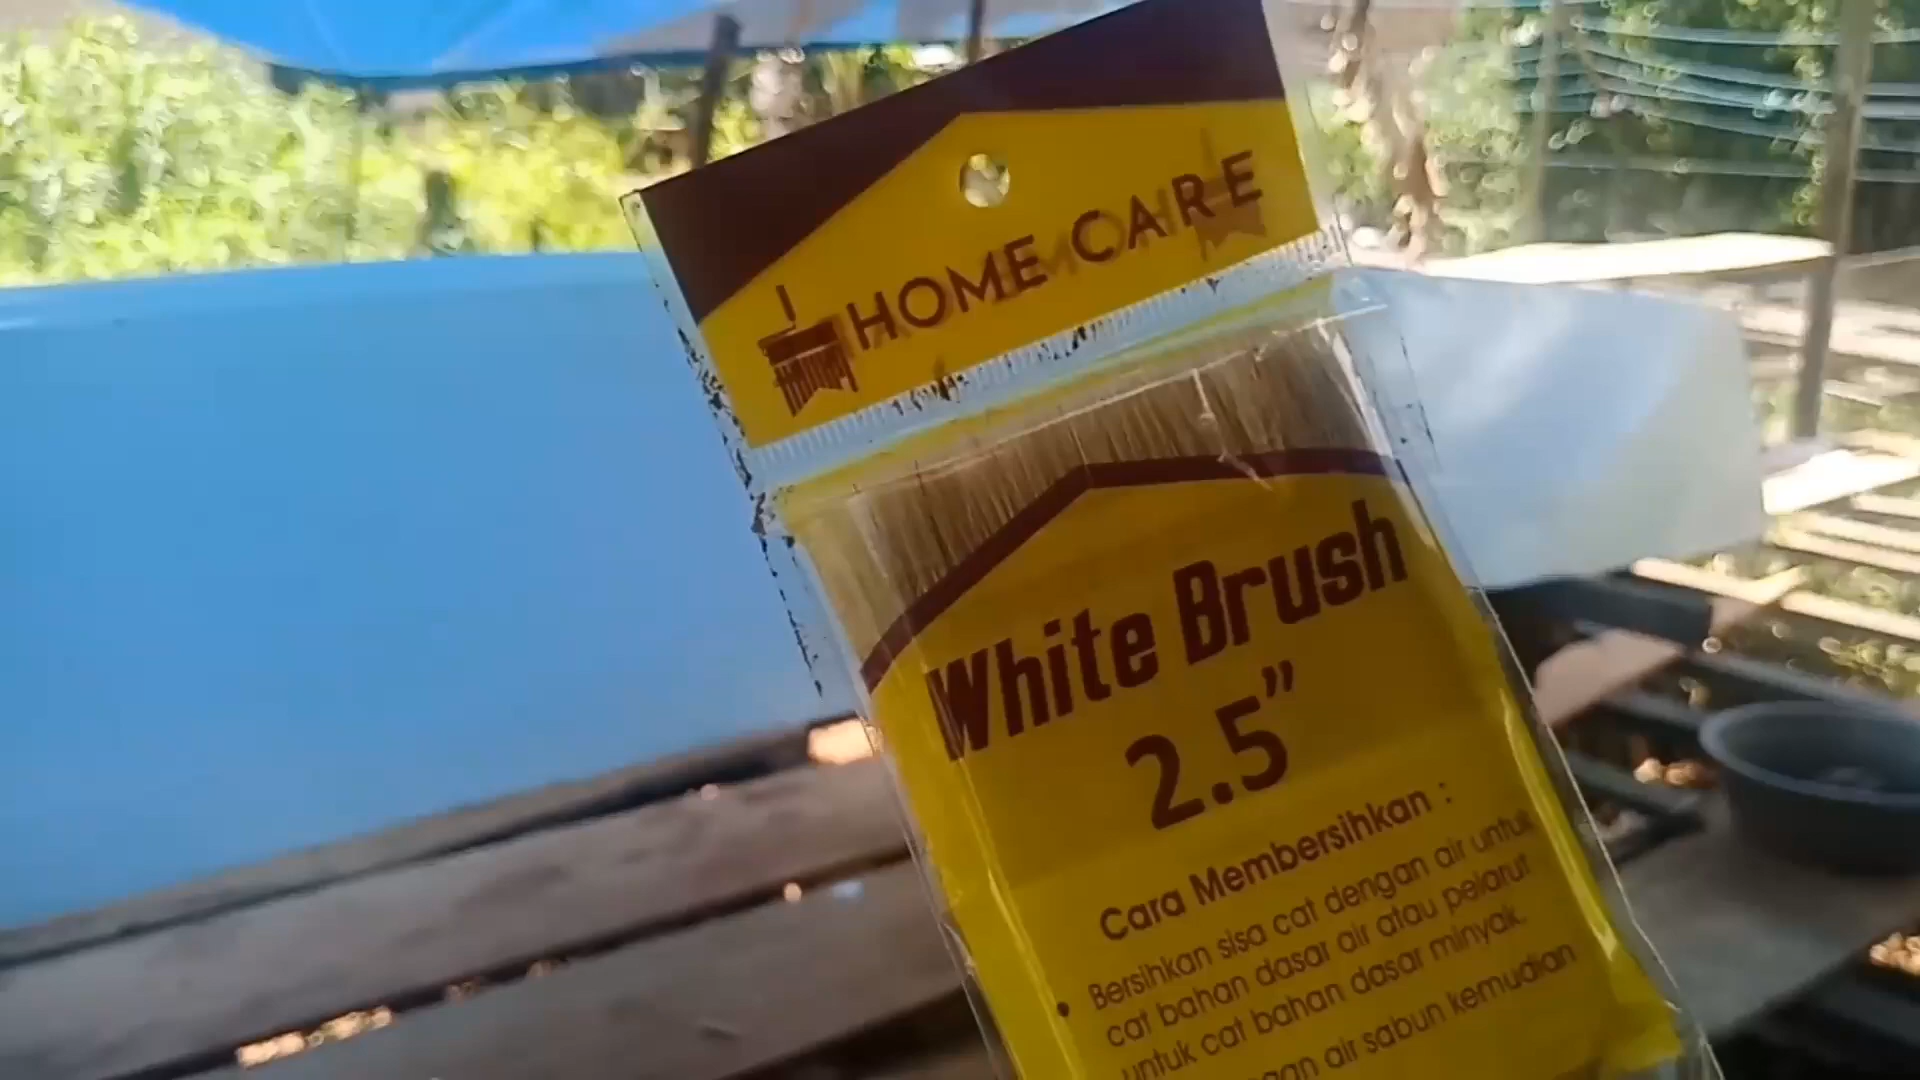 HOME CARE
White Brush
2.5”
Cara Membersihkan :
• Bersihkan sisa cat dengan air untuk
cat bahan dasar air atau pelarut
untuk cat bahan dasar minyak.
air sabun kemudian